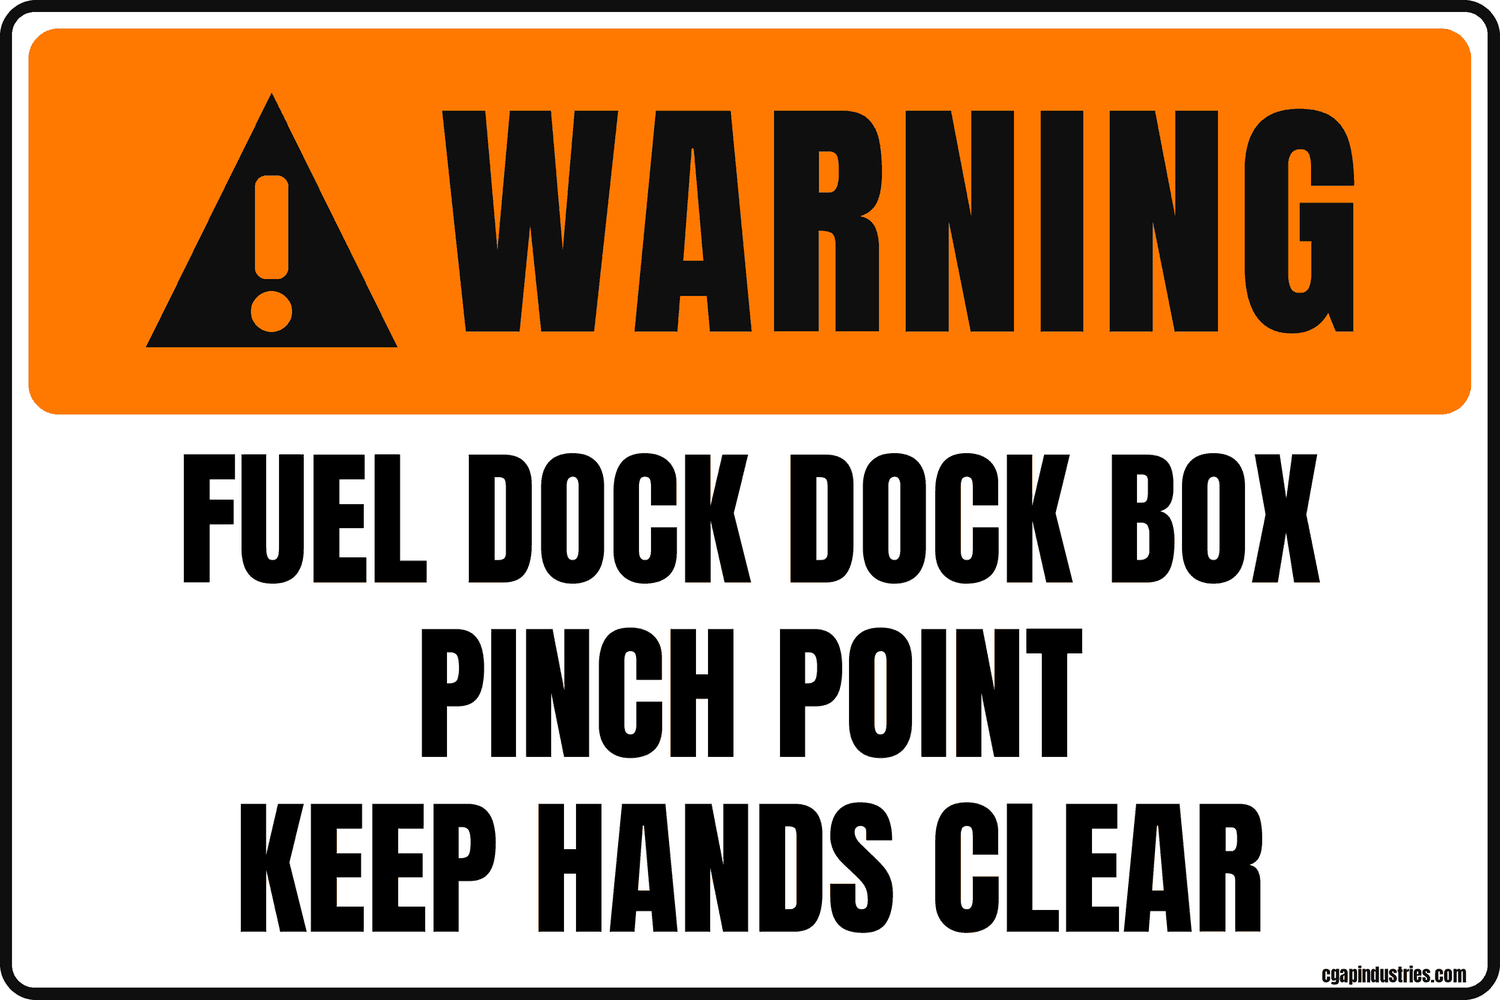 WARNING
FUEL DOCK DOCK BOX
PINCH POINT
KEEP HANDS CLEAR
cgapindustries.com